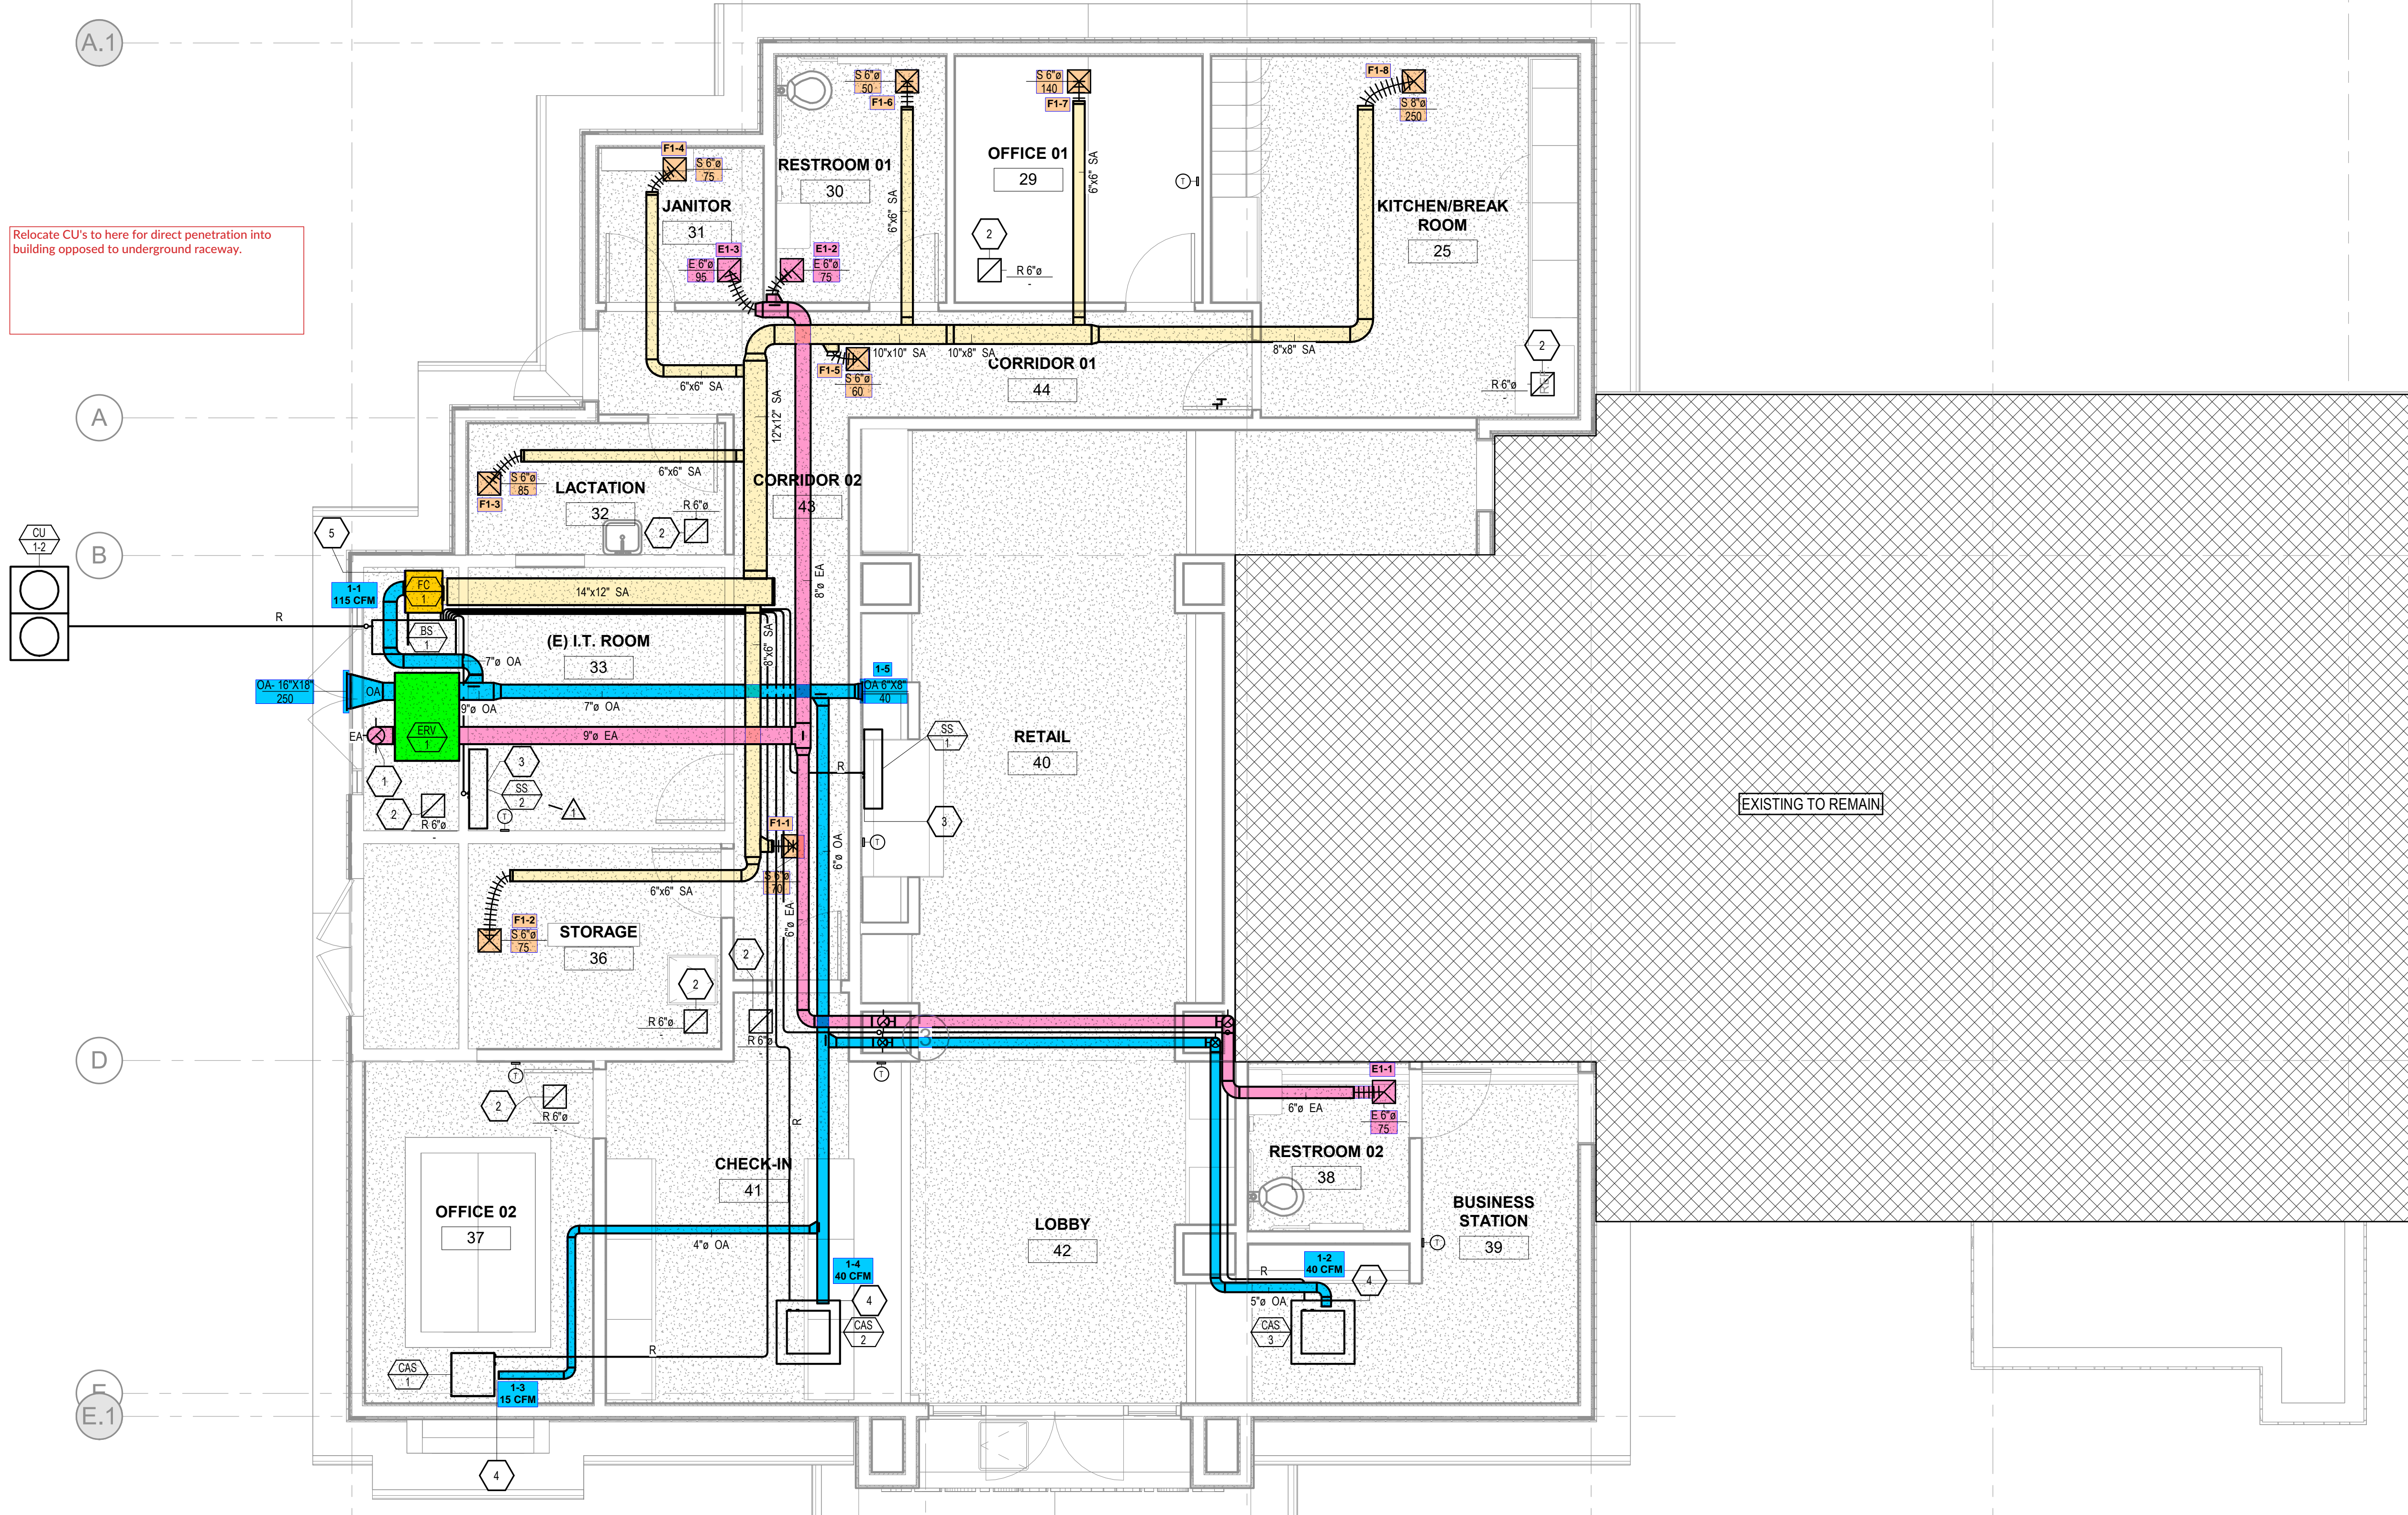 A.1
Relocate CU's to here for direct penetration into
building opposed to underground raceway.
S 6"ø
50
F1-6
S 6"ø
140
F1-7
F1-8
S 8"ø
250
F1-4
S 6"ø
75
JANITOR
31
RESTROOM 01
30
6"x6" SA
OFFICE 01
29
6"x6" SA
T
2
R 6"ø
-
KITCHEN/BREAK
ROOM
25
E1-3
E 6"ø
95
E1-2
E 6"ø
75
10"x10" SA
10"x8" SA
8"x8" SA
F1-5
S 6"ø
60
CORRIDOR 01
44
2
R 6"ø
-
6"x6" SA
12"x12" SA
A
6"x6" SA
S 6"ø
85
F1-3
LACTATION
32
R 6"ø
2
CORRIDOR 02
43
CU
1-2
5
B
1-1
115 CFM
FC
1
14"x12" SA
8"ø EA
R
BS
1
(E) I.T. ROOM
33
8"x6" SA
7"ø OA
OA- 16"X18"
250
OA
9"ø OA
7"ø OA
1-5
OA 6"X8"
40
EA
ERV
1
9"ø EA
SS
1
RETAIL
40
R
1
3
SS
2
1
2
R 6"ø
-
T
F1-1
S 6"ø
70
3
T
6"ø OA
EXISTING TO REMAIN
6"x6" SA
6"ø EA
F1-2
S 6"ø
75
STORAGE
36
2
2
R 6"ø
-
R 6"ø
-
3
D
T
T
2
R 6"ø
-
R
E1-1
E 6"ø
75
6"ø EA
RESTROOM 02
38
CHECK-IN
41
OFFICE 02
37
LOBBY
42
BUSINESS
STATION
39
T
4"ø OA
1-4
40 CFM
4
CAS
2
1-2
40 CFM
R
4
5"ø OA
CAS
3
R
CAS
1
1-3
15 CFM
E.1
4